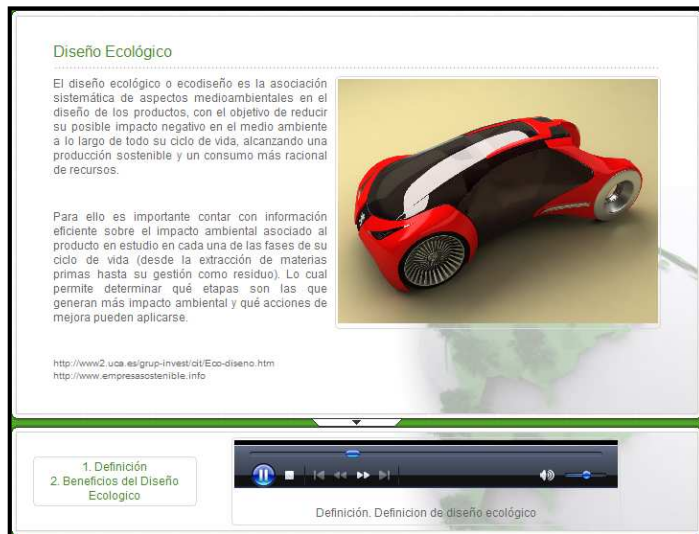 Diseño Ecológico
El diseño ecológico o ecodiseño es la asociación
sistemática de aspectos medioambientales en el
diseño de los productos, con el objetivo de reducir
su posible impacto negativo en el medio ambiente
a lo largo de todo su ciclo de vida, alcanzando una
producción sostenible y un consumo más racional
de recursos.
Para ello es importante contar con información
eficiente sobre el impacto ambiental asociado al
producto en estudio en cada una de las fases de su
ciclo de vida (desde la extracción de materias
primas hasta su gestión como residuo). Lo cual
permite determinar qué etapas son las que
generan más impacto ambiental y qué acciones de
mejora pueden aplicarse.
http://www2.uca.es/grup-invest/cit/Eco-diseno.htm
http://www.empresasostenible.info
1. Definición
2. Beneficios del Diseño
Ecologico
Definición. Definicion de diseño ecológico